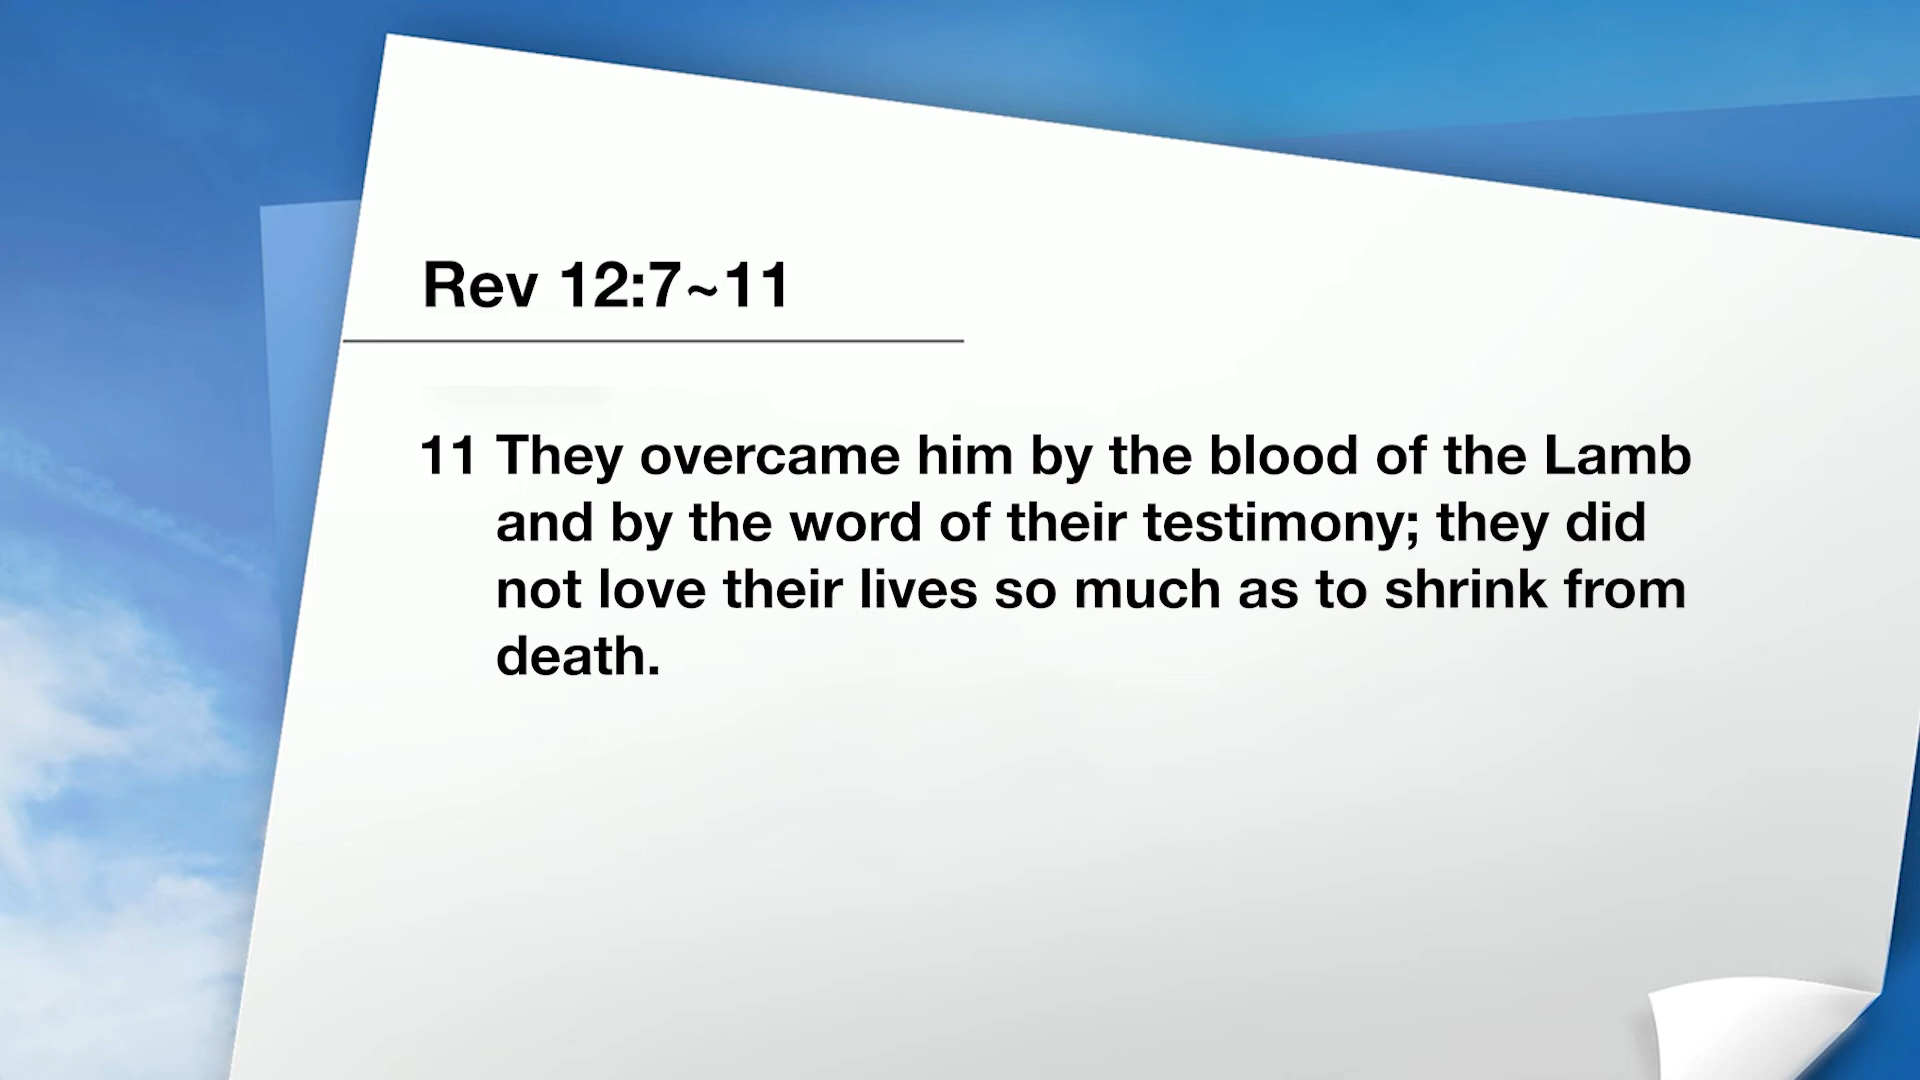 Rev 12:7~11
11 They overcame him by the blood of the Lamb
and by the word of their testimony; they did
not love their lives so much as to shrink from
death.